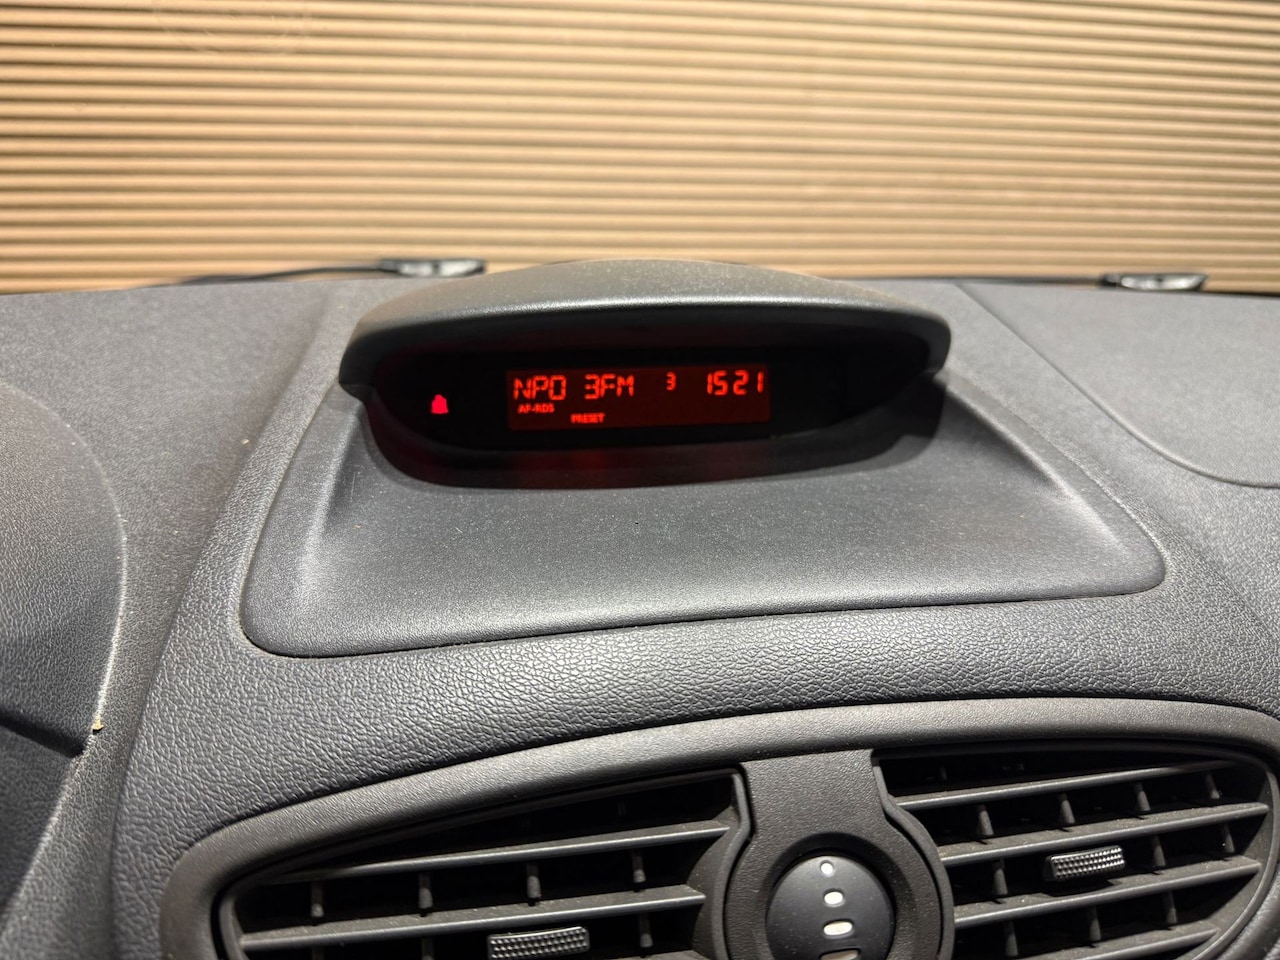 NPO 3FM 3 15 21
AF-RDS
PRESET